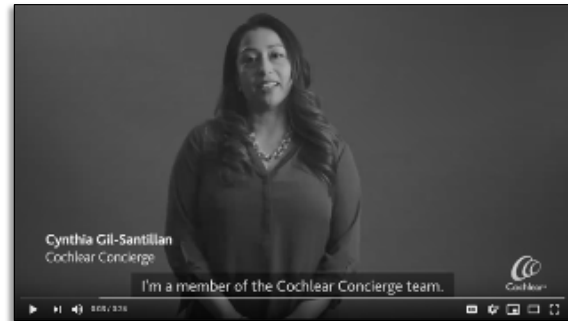 Cynthia Gil-Santillan
Cochlear Concierge
I'm a member of the Cochlear Concierge team.
Cochlear